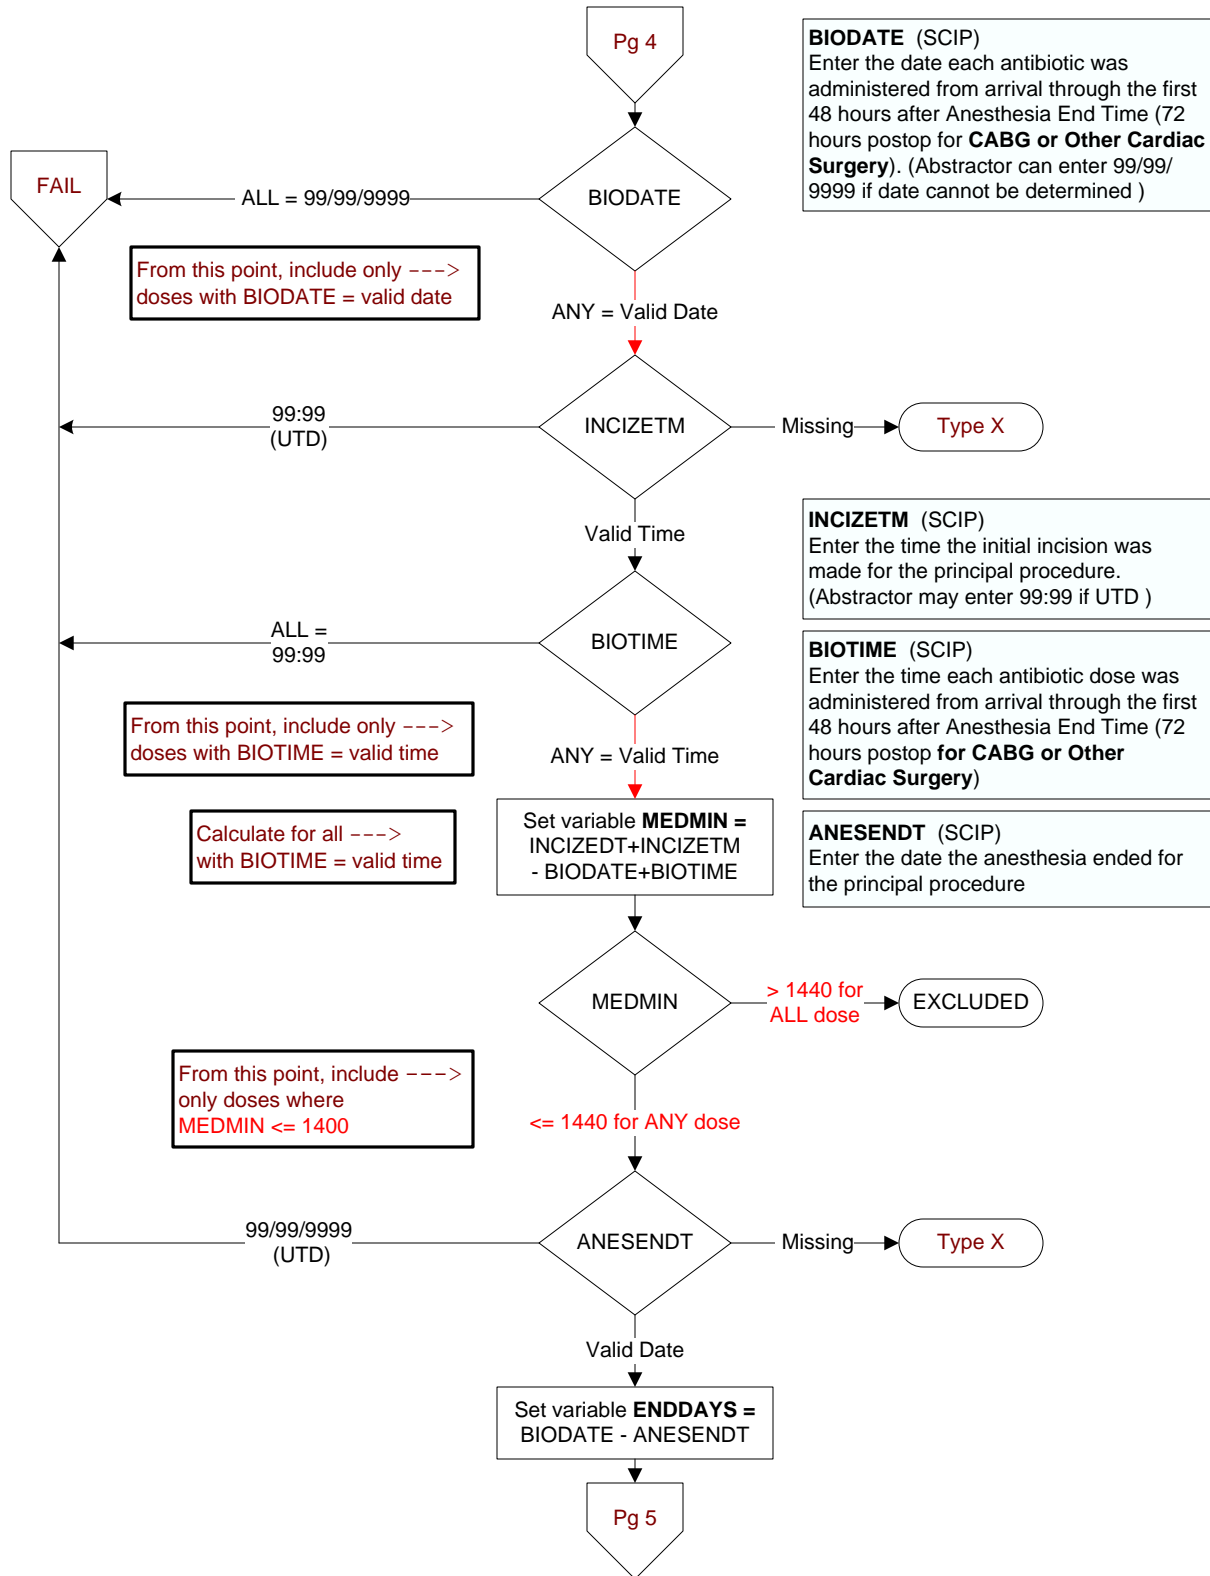 Pg 4
BIODATE (SCIP)
Enter the date each antibiotic was
administered from arrival through the first
48 hours after Anesthesia End Time (72
hours postop for CABG or Other Cardiac
Surgery). (Abstractor can enter 99/99/
9999 if date cannot be determined )
FAIL
ALL = 99/99/9999
BIODATE
From this point, include only --->
doses with BIODATE = valid date
ANY = Valid Date
99:99
(UTD)
INCIZETM
Missing
Type X
Valid Time
INCIZETM (SCIP)
Enter the time the initial incision was
made for the principal procedure.
(Abstractor may enter 99:99 if UTD )
ALL =
99:99
BIOTIME
BIOTIME (SCIP)
Enter the time each antibiotic dose was
administered from arrival through the first
48 hours after Anesthesia End Time (72
hours postop for CABG or Other
Cardiac Surgery)
From this point, include only --->
doses with BIOTIME = valid time
ANY = Valid Time
Calculate for all --->
with BIOTIME = valid time
Set variable MEDMIN =
INCIZEDT+INCIZETM
- BIODATE+BIOTIME
ANESENDT (SCIP)
Enter the date the anesthesia ended for
the principal procedure
MEDMIN
> 1440 for
ALL dose
EXCLUDED
From this point, include --->
only doses where
MEDMIN <= 1400
<= 1440 for ANY dose
99/99/9999
(UTD)
ANESENDT
Missing
Type X
Valid Date
Set variable ENDDAYS =
BIODATE - ANESENDT
Pg 5